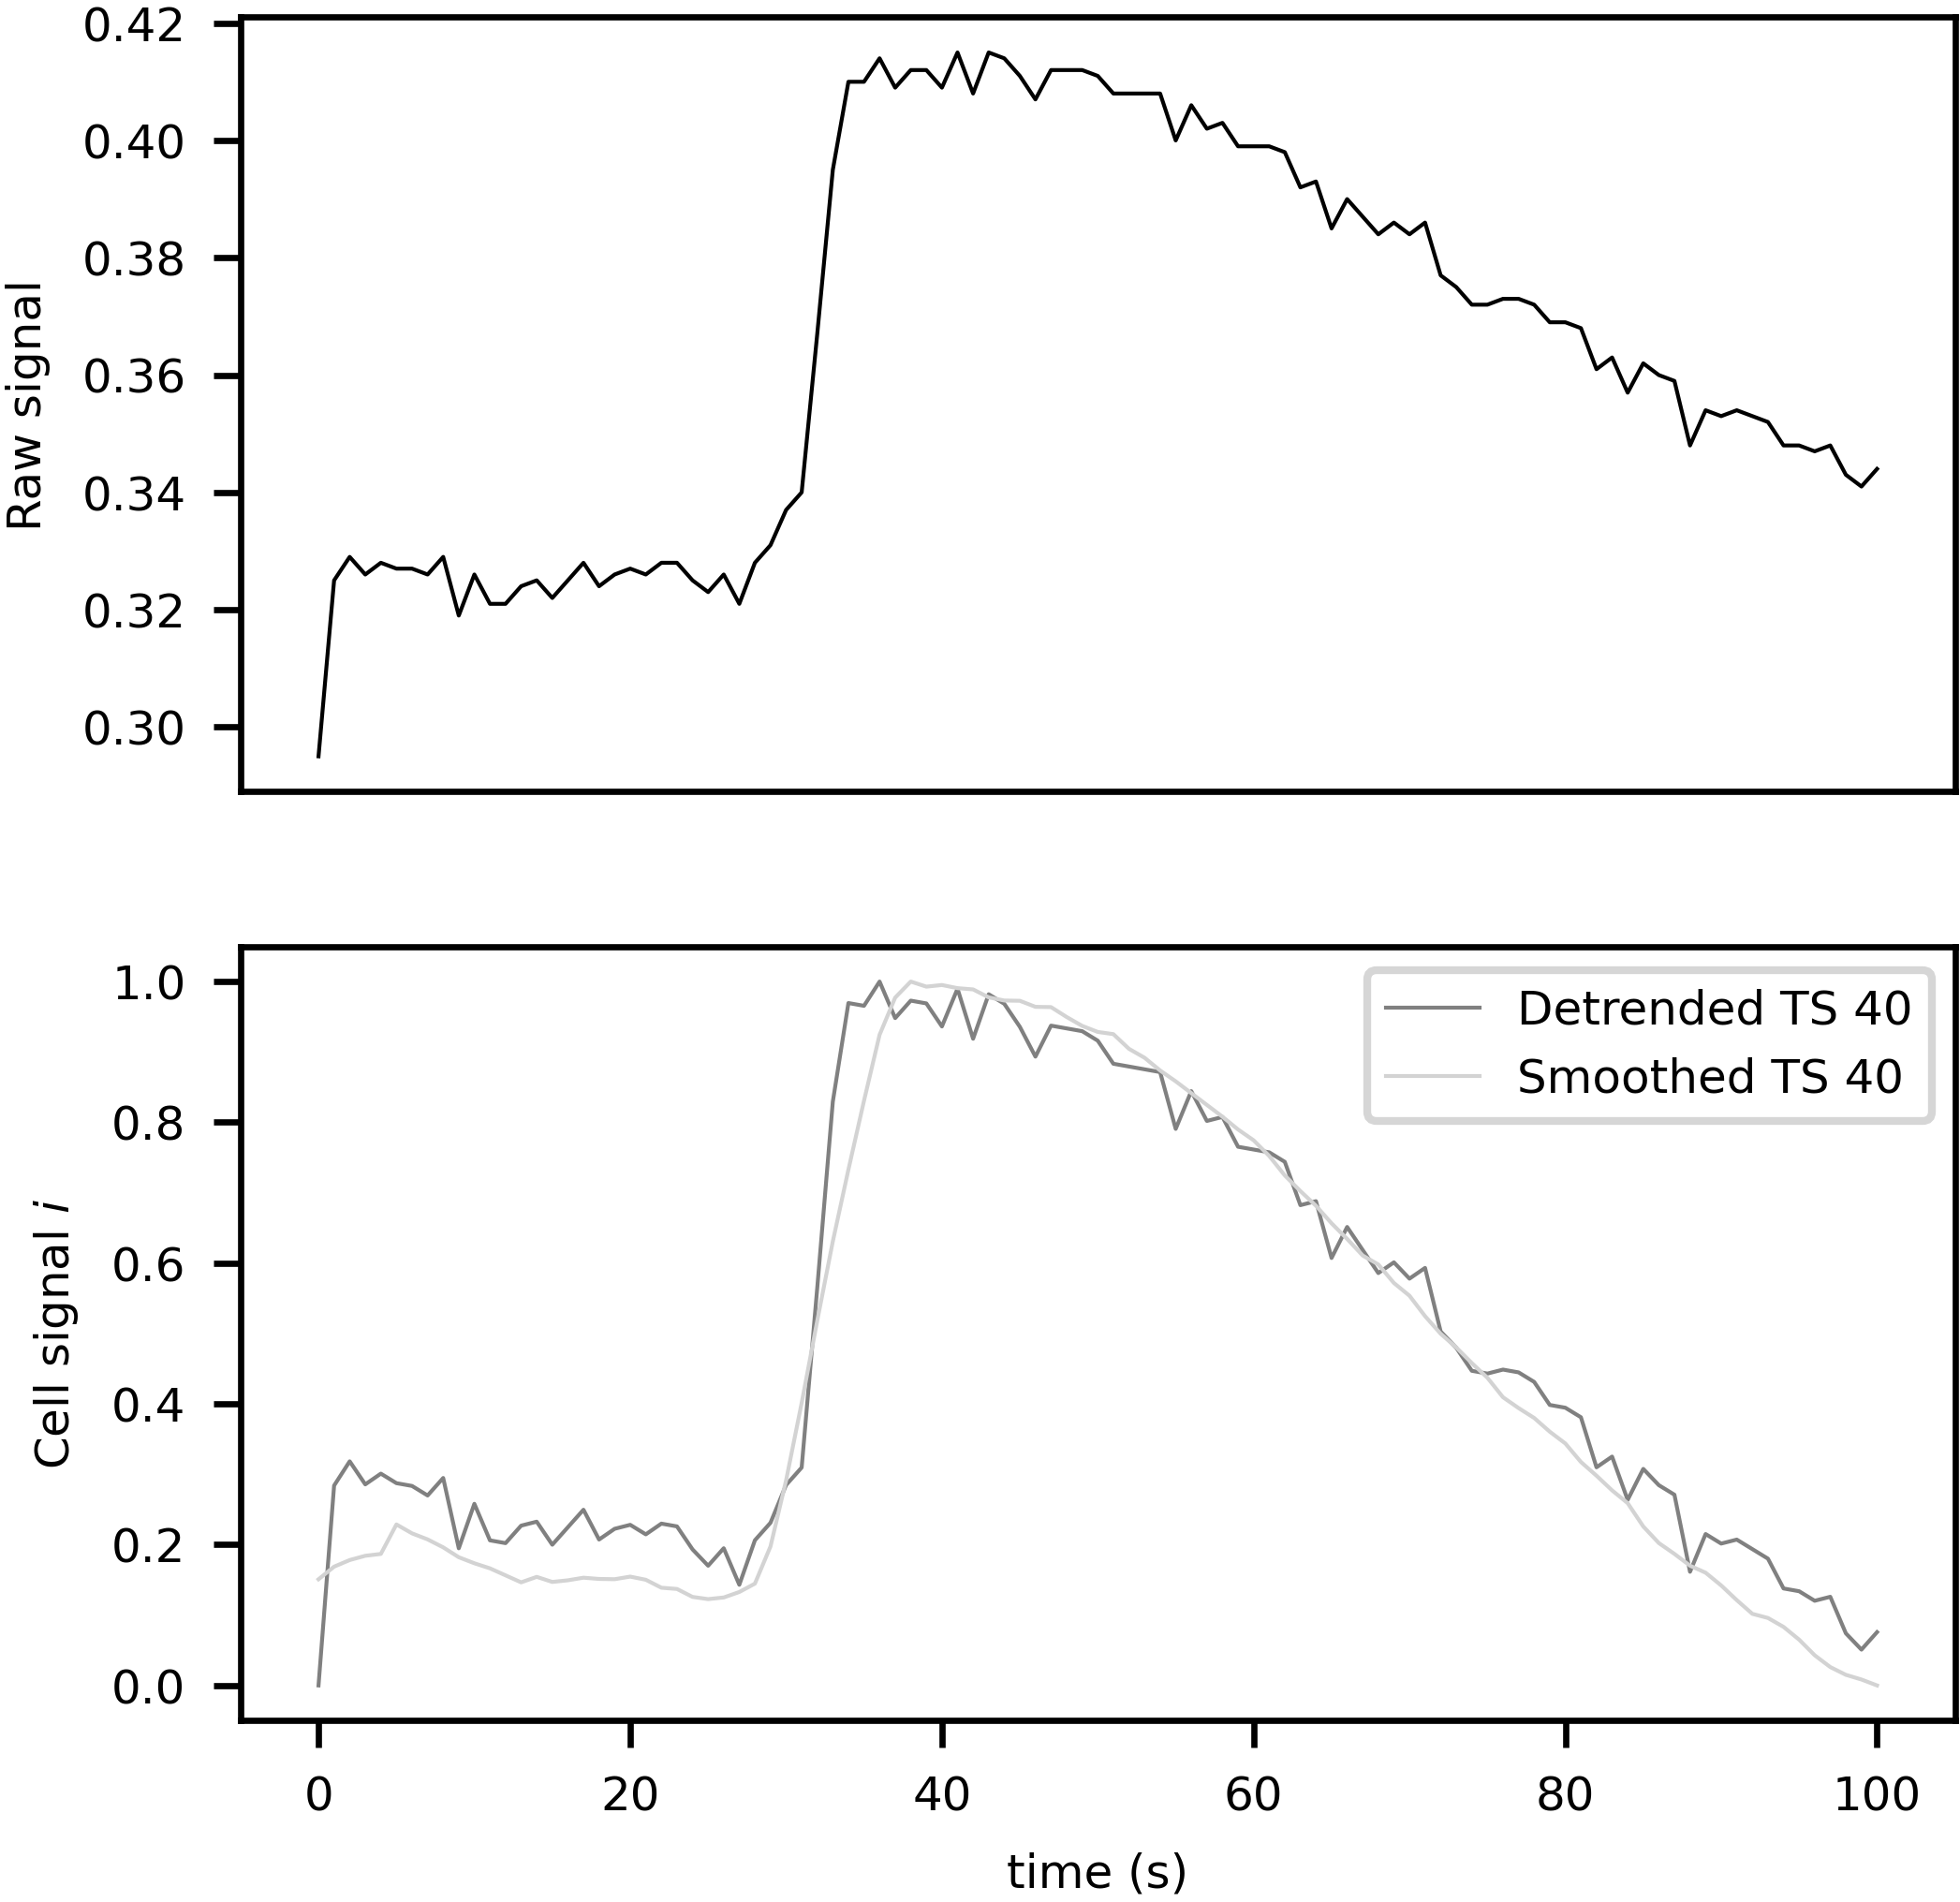 0.42
0.40
0.38
0.36
0.34
0.32
0.30
Raw signal
1.0
0.8
0.6
0.4
0.2
0.0
Cell signal i
Detrended TS 40
Smoothed TS 40
0 20 40 60 80 100
time (s)